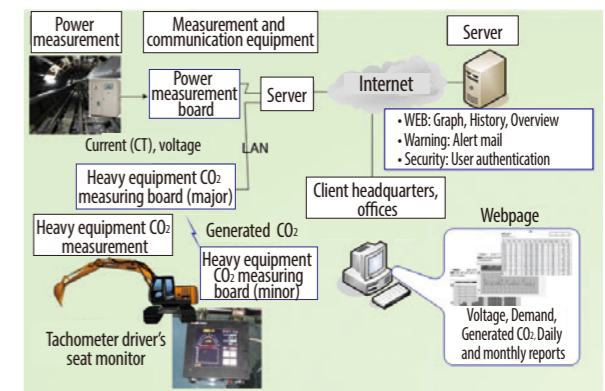 Power
measurement
Measurement and
communication equipment
Server
Power
measurement
board
Server
Internet
Current (CT), voltage
LAN
• WEB: Graph, History, Overview
• Warning: Alert mail
• Security: User authentication
Heavy equipment CO2
measuring board (major)
Client headquarters,
offices
Heavy equipment CO2
measurement
Generated CO2
Heavy equipment
CO2 measuring
board (minor)
Webpage
Tachometer driver's
seat monitor
Voltage, Demand,
Generated CO2, Daily
and monthly reports